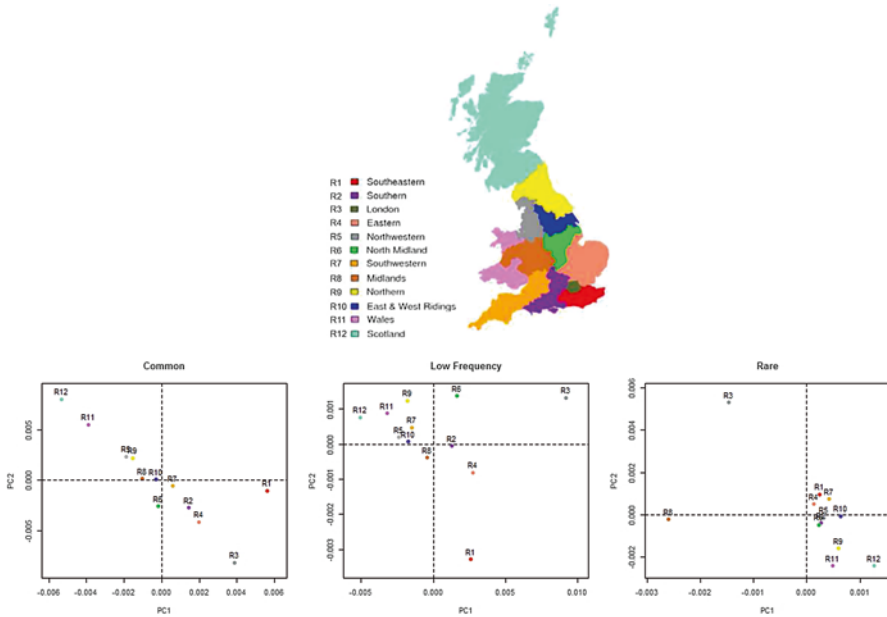 R1 Southeastern
R2 Southern
R3 London
R4 Eastern
R5 Northwestern
R6 North Midland
R7 Southwestern
R8 Midlands
R9 Northern
R10 East & West Ridings
R11 Wales
R12 Scotland
Common
R12
R11
R9
R8 R10 R7 R1
R6 R2
R4
R3
0.005
0.000
-0.005
PC2
-0.006 -0.004 -0.002 0.000 0.002 0.004 0.006
PC1
Low Frequency
R9 R6 R3
R12 R11
R7
R5
R10 R2
R8
R4
R1
0.001
0.000
-0.001
-0.002
-0.003
PC2
-0.005 0.000 0.005 0.010
PC1
Rare
R3
R1 R7
R4
R5 R10
R8
R9
R11 R12
0.006
0.004
0.002
0.000
-0.002
PC2
-0.003 -0.002 -0.001 0.000 0.001
PC1